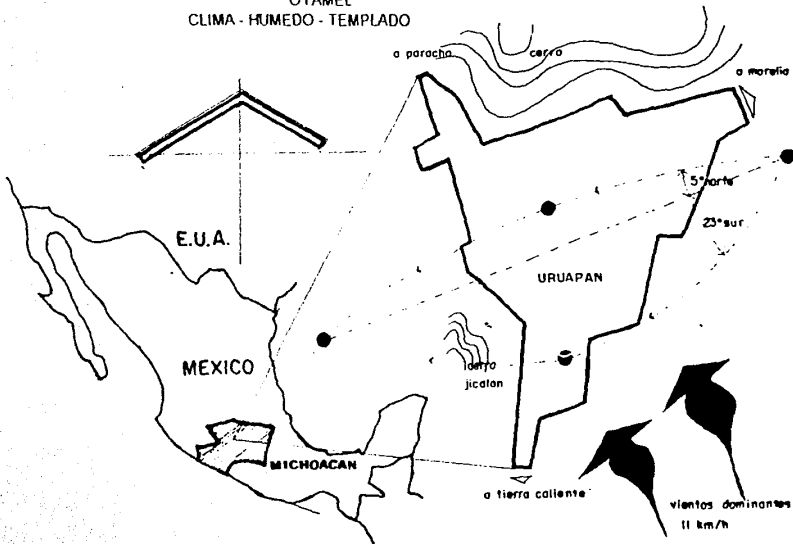 OYAMEL
CLIMA - HUMEDO - TEMPLADO
a paracho
cerro
a morelia
5° norte
23° sur
E.U.A.
URUAPAN
MEXICO
jicalan
MICHOACAN
a tierra caliente
vientos dominantes
11 km/h